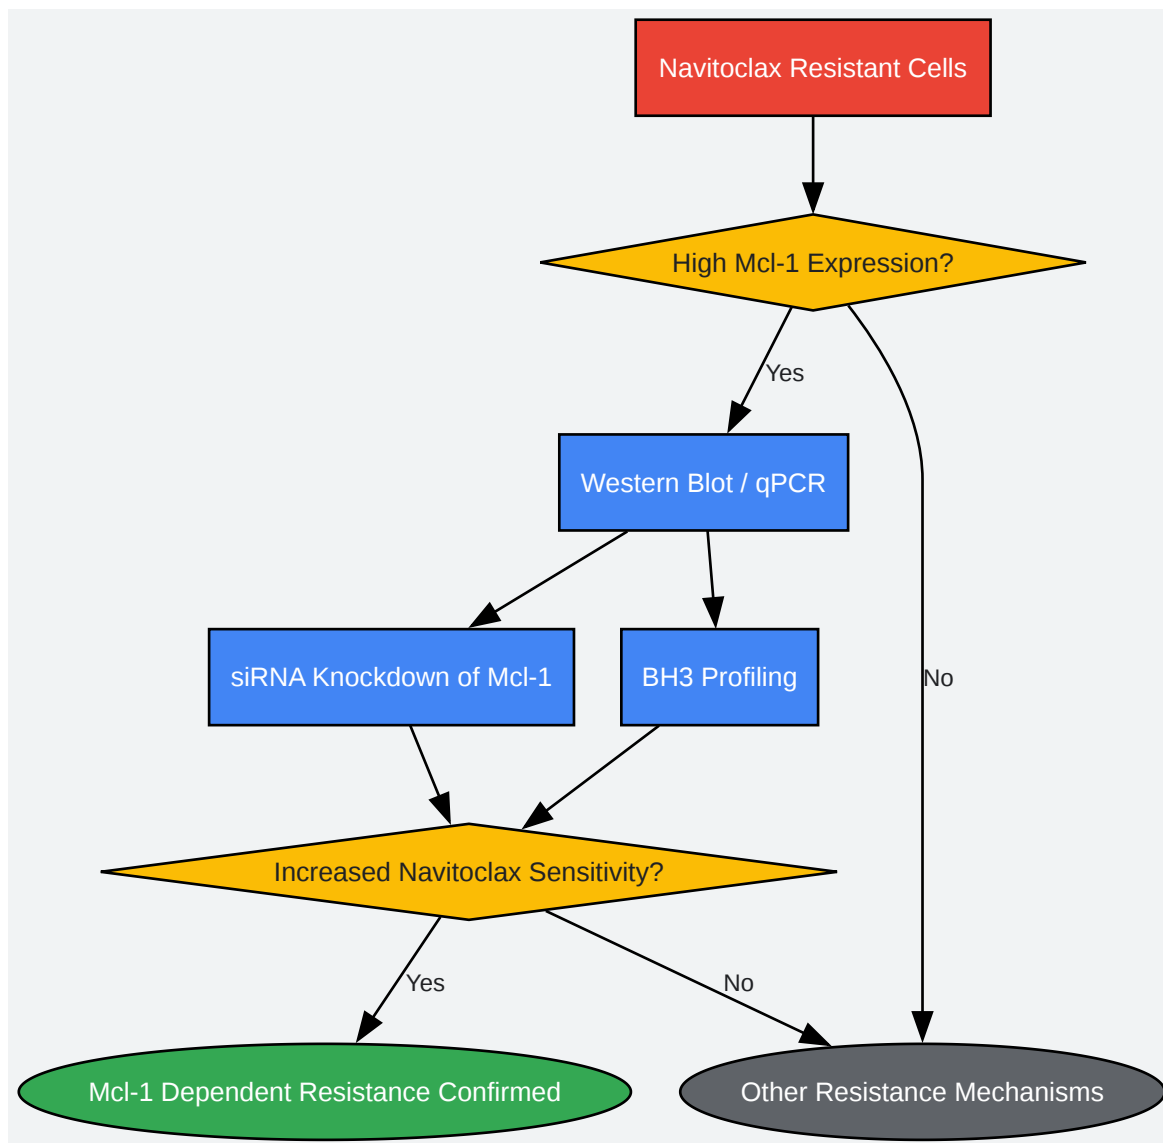 Navitoclax Resistant Cells
High Mcl-1 Expression?
Yes
Western Blot / qPCR
siRNA Knockdown of Mcl-1
BH3 Profiling
No
Increased Navitoclax Sensitivity?
Yes
No
Mcl-1 Dependent Resistance Confirmed
Other Resistance Mechanisms